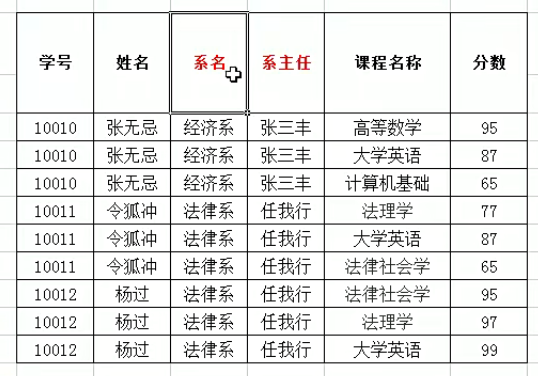 学号 姓名 系名 系主任 课程名称 分数
10010 张无忌 经济系 张三丰 高等数学 95
10010 张无忌 经济系 张三丰 大学英语 87
10010 张无忌 经济系 张三丰 计算机基础 65
10011 令狐冲 法律系 任我行 法理学 77
10011 令狐冲 法律系 任我行 大学英语 87
10011 令狐冲 法律系 任我行 法律社会学 65
10012 杨过 法律系 任我行 法律社会学 95
10012 杨过 法律系 任我行 法理学 97
10012 杨过 法律系 任我行 大学英语 99